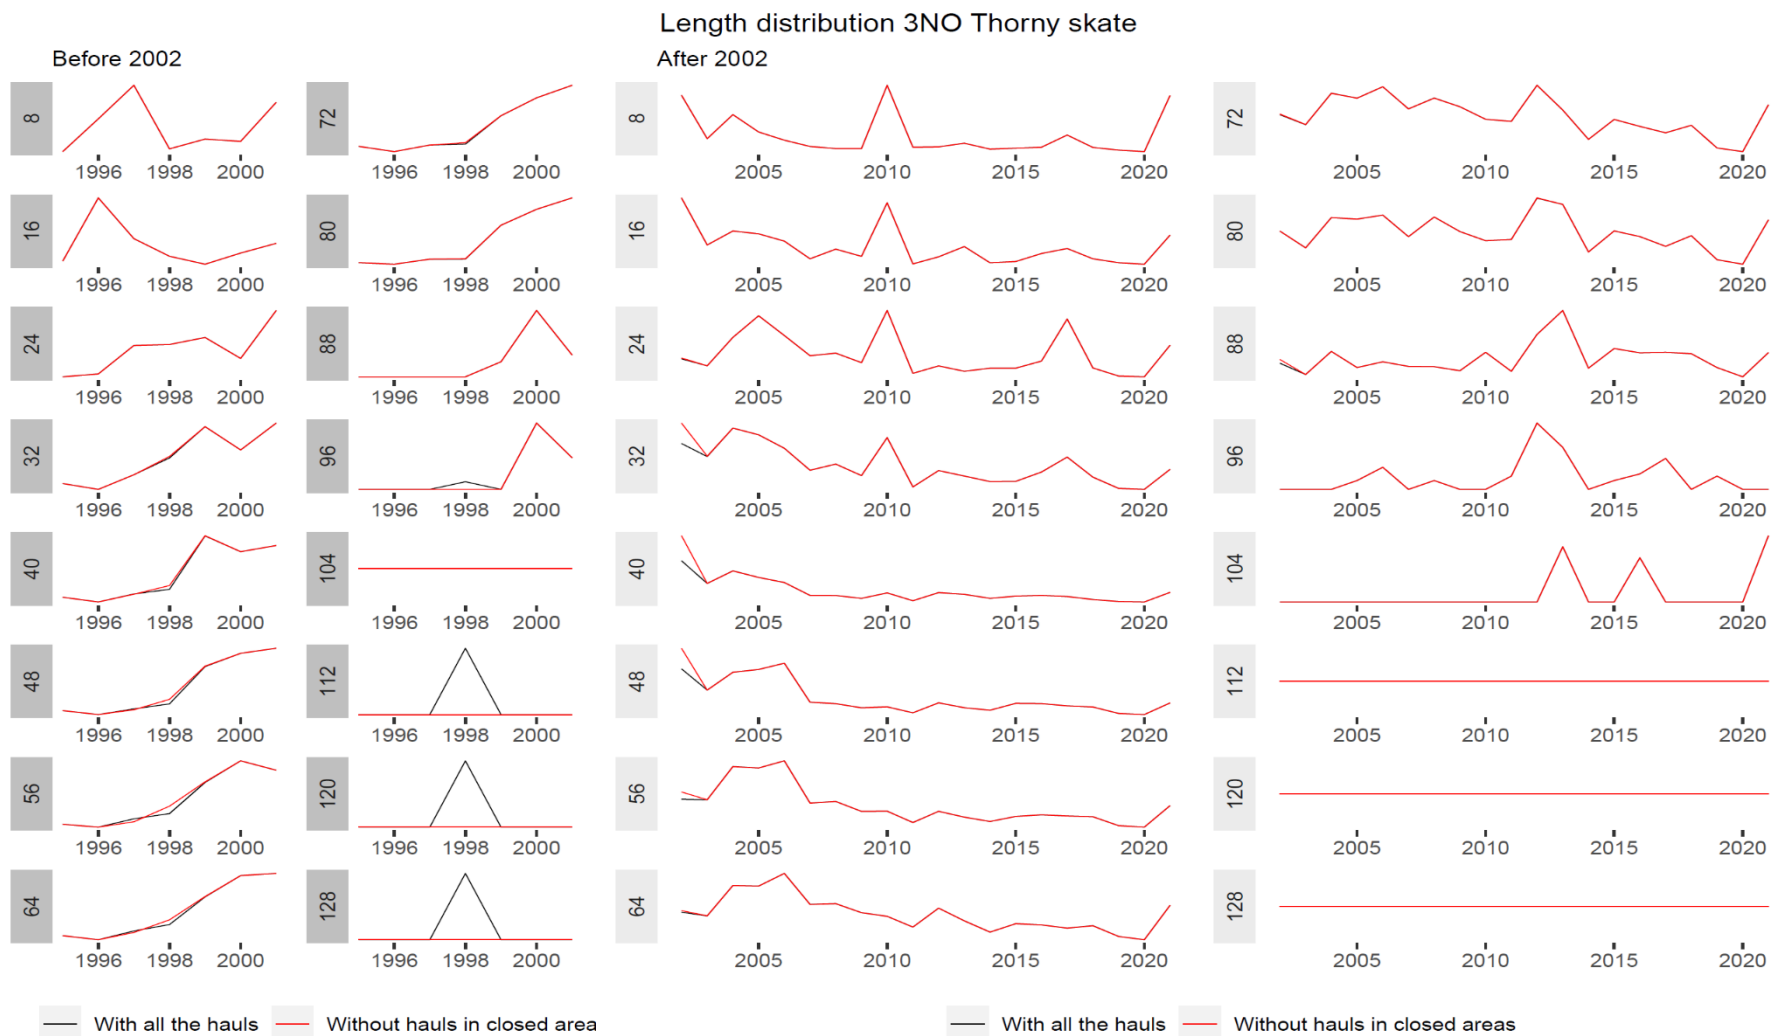 Length distribution 3NO Thorny skate
Before 2002
After 2002
8
1996 1998 2000
72
1996 1998 2000
8
2005 2010 2015 2020
72
2005 2010 2015 2020
16
1996 1998 2000
80
1996 1998 2000
16
2005 2010 2015 2020
80
2005 2010 2015 2020
24
1996 1998 2000
88
1996 1998 2000
24
2005 2010 2015 2020
88
2005 2010 2015 2020
32
1996 1998 2000
96
1996 1998 2000
32
2005 2010 2015 2020
96
2005 2010 2015 2020
40
1996 1998 2000
104
1996 1998 2000
40
2005 2010 2015 2020
104
2005 2010 2015 2020
48
1996 1998 2000
112
1996 1998 2000
48
2005 2010 2015 2020
112
2005 2010 2015 2020
56
1996 1998 2000
120
1996 1998 2000
56
2005 2010 2015 2020
120
2005 2010 2015 2020
64
1996 1998 2000
128
1996 1998 2000
64
2005 2010 2015 2020
128
2005 2010 2015 2020
With all the hauls Without hauls in closed area
With all the hauls Without hauls in closed areas